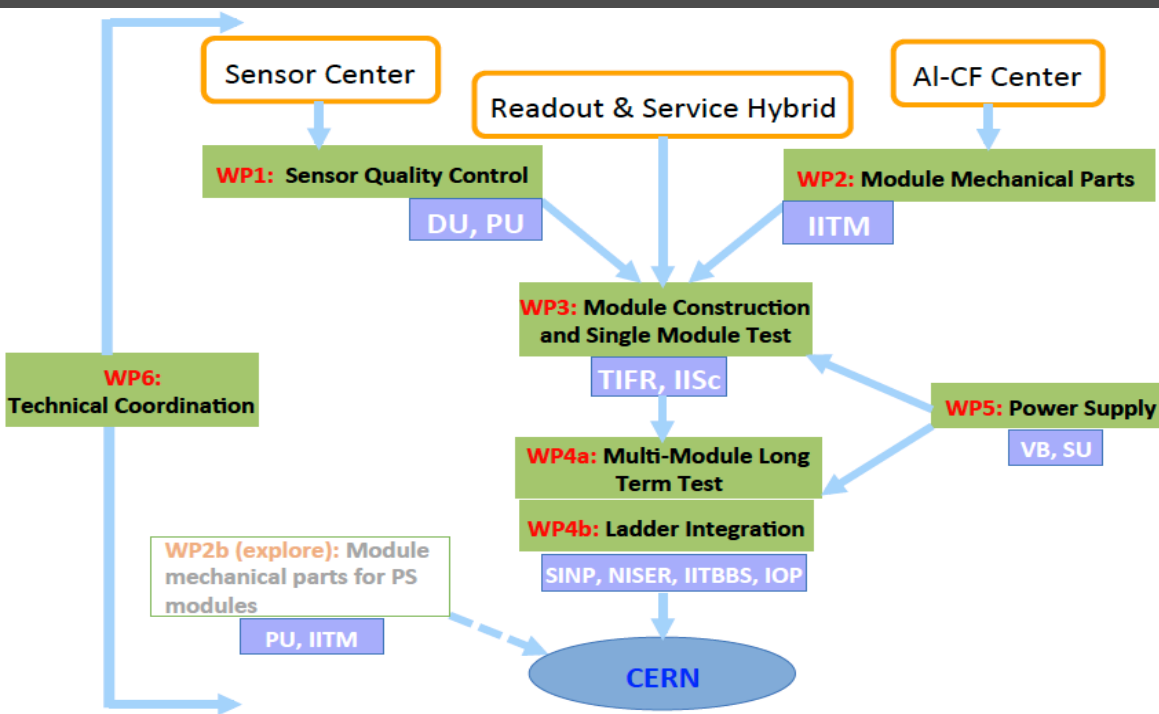 Sensor Center
Readout & Service Hybrid
Al-CF Center
WP1: Sensor Quality Control
DU, PU
WP2: Module Mechanical Parts
IITM
WP3: Module Construction
and Single Module Test
TIFR, IISc
WP6:
Technical Coordination
WP5: Power Supply
VB, SU
WP4a: Multi-Module Long
Term Test
WP4b: Ladder Integration
SINP, NISER, IITBBS, IOP
WP2b (explore): Module
mechanical parts for PS
modules
PU, IITM
CERN